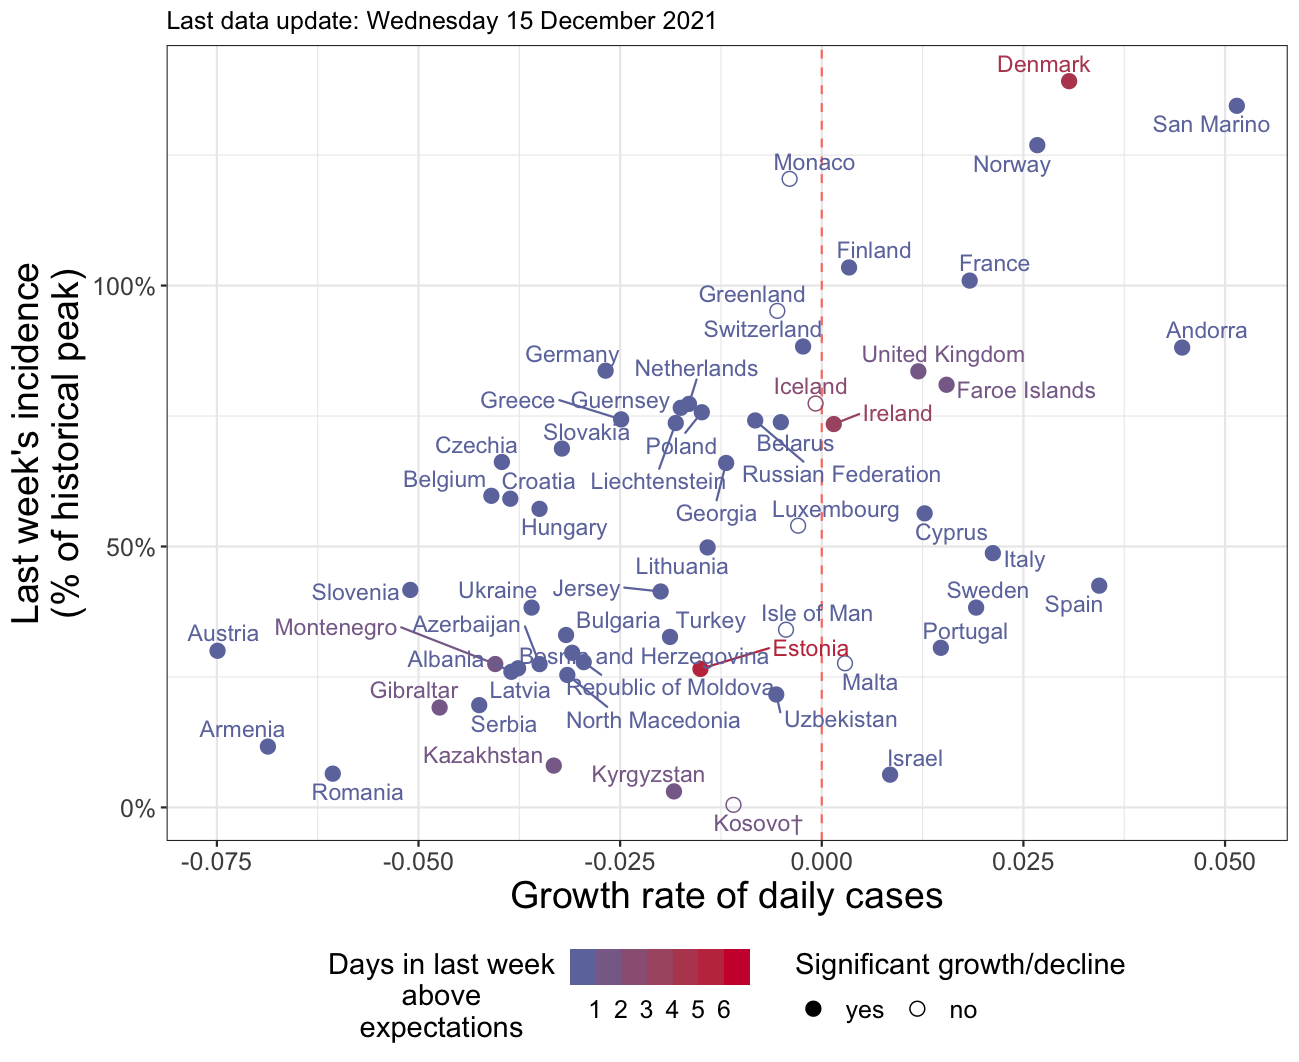 Last data update: Wednesday 15 December 2021
Denmark
San Marino
Norway
Monaco
Finland
France
Greenland
Switzerland
Andorra
Germany
Netherlands
United Kingdom
Iceland
Faroe Islands
Greece
Guernsey
Ireland
Slovakia
Poland
Belarus
Czechia
Belgium
Croatia
Liechtenstein
Russian Federation
Hungary
Georgia
Luxembourg
Cyprus
Lithuania
Italy
Slovenia
Ukraine
Jersey
Sweden
Spain
Montenegro
Azerbaijan
Bulgaria
Turkey
Isle of Man
Austria
Portugal
Albania
Bosnia and Herzegovina
Estonia
Gibraltar
Latvia
Republic of Moldova
Malta
Serbia
North Macedonia
Uzbekistan
Armenia
Kazakhstan
Kyrgyzstan
Israel
Romania
Kosovo†
100%
50%
0%
Last week's incidence
(% of historical peak)
-0.075
-0.050
-0.025
0.000
0.025
0.050
Growth rate of daily cases
Days in last week
above
expectations
1 2 3 4 5 6
Significant growth/decline
yes
no